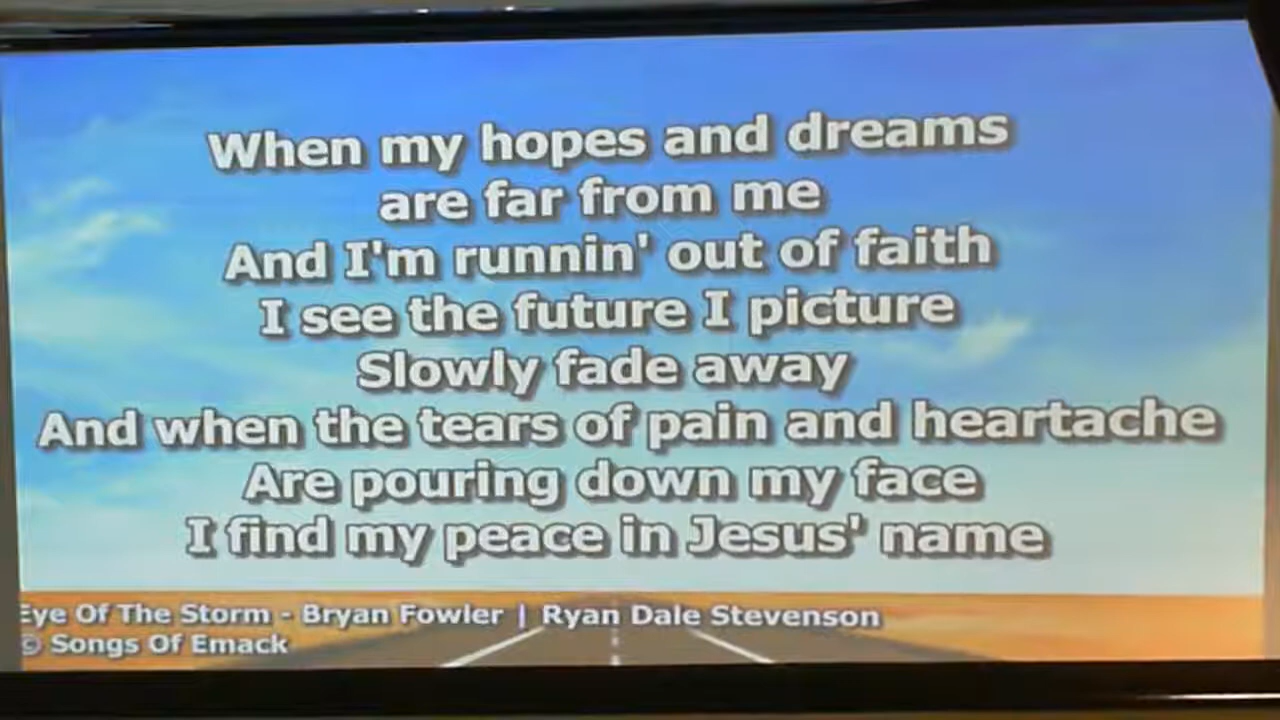 When my hopes and dreams
are far from me
And I'm runnin' out of faith
I see the future I picture
Slowly fade away
And when the tears of pain and heartache
Are pouring down my face
I find my peace in Jesus' name
Eye Of The Storm - Bryan Fowler | Ryan Dale Stevenson
© Songs Of Emack